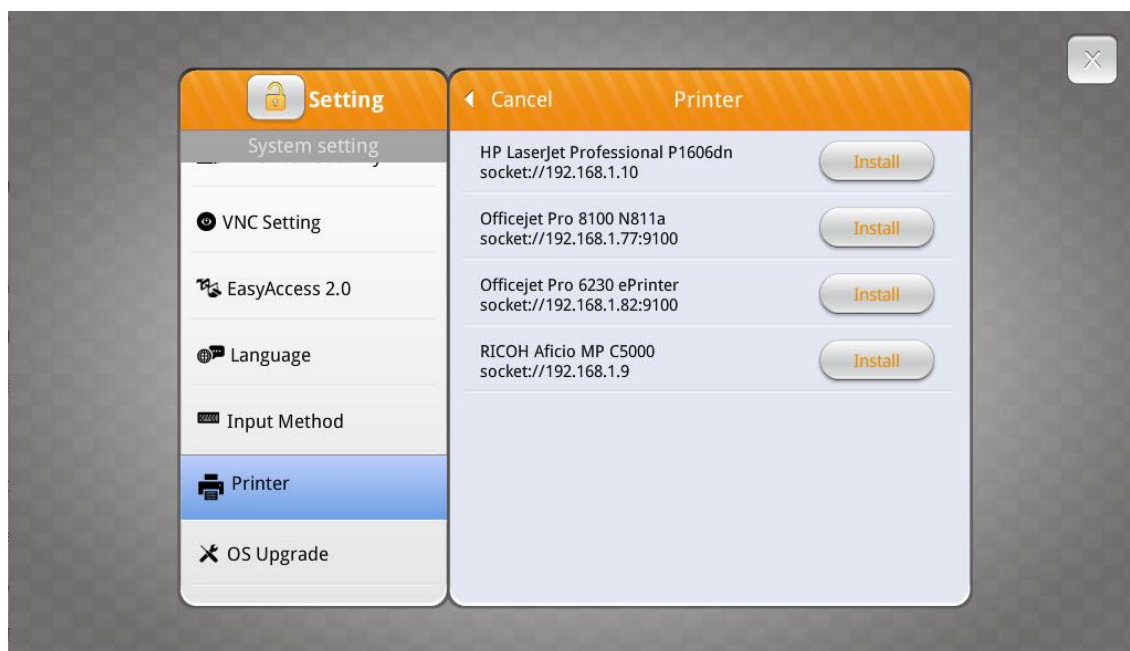 X
Setting
System setting
VNC Setting
EasyAccess 2.0
Language
Input Method
Printer
OS Upgrade
Cancel
Printer
HP LaserJet Professional P1606dn
socket://192.168.1.10
Install
Officejet Pro 8100 N811a
socket://192.168.1.77:9100
Install
Officejet Pro 6230 ePrinter
socket://192.168.1.82:9100
Install
RICOH Aficio MP C5000
socket://192.168.1.9
Install